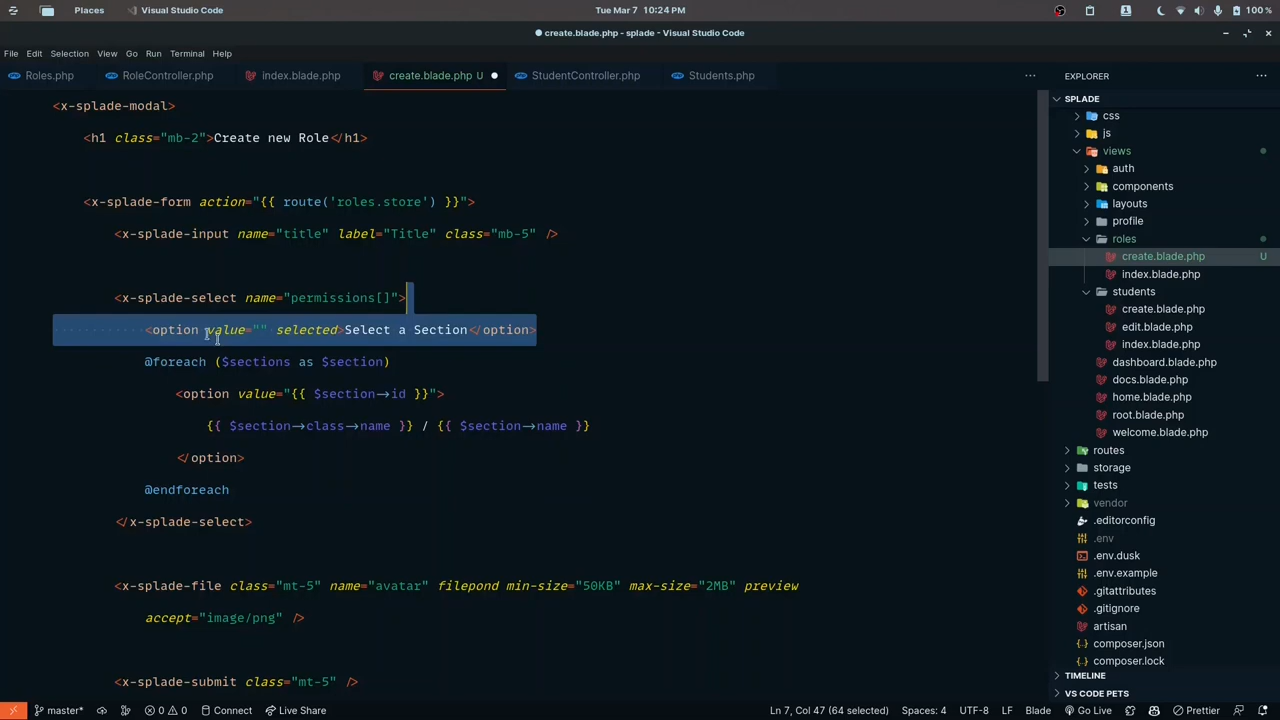 Places Visual Studio Code Tue Mar 7 10:24 PM 100 %
create.blade.php - splade - Visual Studio Code
File Edit Selection View Go Run Terminal Help
Roles.php RoleController.php index.blade.php create.blade.php U StudentController.php Students.php EXPLORER
SPLADE
css
js
views
auth
components
layouts
profile
roles
create.blade.php U
index.blade.php
students
create.blade.php
edit.blade.php
index.blade.php
dashboard.blade.php
docs.blade.php
home.blade.php
root.blade.php
welcome.blade.php
routes
storage
tests
vendor
.editorconfig
.env
.env.dusk
.env.example
.gitattributes
.gitignore
artisan
composer.json
composer.lock
TIMELINE
VS CODE PETS
<x-splade-modal>
<h1 class="mb-2">Create new Role</h1>
<x-splade-form action="{{ route('roles.store') }}">
<x-splade-input name="title" label="Title" class="mb-5" />
<x-splade-select name="permissions[]">
<option value="" selected>Select a Section</option>
@foreach ($sections as $section)
<option value="{{ $section->id }}">
{{ $section->class->name }} / {{ $section->name }}
</option>
@endforeach
</x-splade-select>
<x-splade-file class="mt-5" name="avatar" filepond min-size="50KB" max-size="2MB" preview
accept="image/png" />
<x-splade-submit class="mt-5" />
master* 0 0 Connect Live Share Ln 7, Col 47 (64 selected) Spaces: 4 UTF-8 LF Blade Go Live Prettier